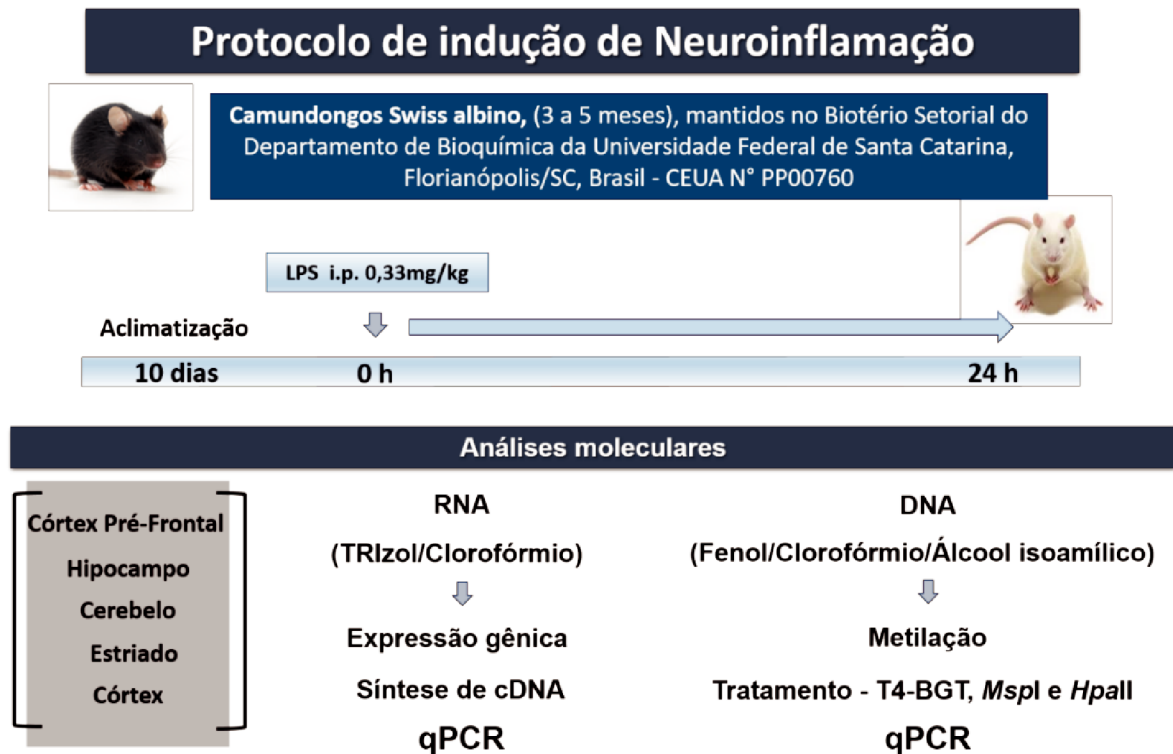 Protocolo de indução de Neuroinflamação
Camundongos Swiss albino, (3 a 5 meses), mantidos no Biotério Setorial do
Departamento de Bioquímica da Universidade Federal de Santa Catarina,
Florianópolis/SC, Brasil - CEUA N° PP00760
LPS i.p. 0,33mg/kg
Aclimatização
10 dias
0 h
24 h
Análises moleculares
Córtex Pré-Frontal
Hipocampo
Cerebelo
Estriado
Córtex
RNA
(TRIzol/Clorofórmio)
Expressão gênica
Síntese de cDNA
qPCR
DNA
(Fenol/Clorofórmio/Álcool isoamílico)
Metilação
Tratamento - T4-BGT, MspI e HpaII
qPCR